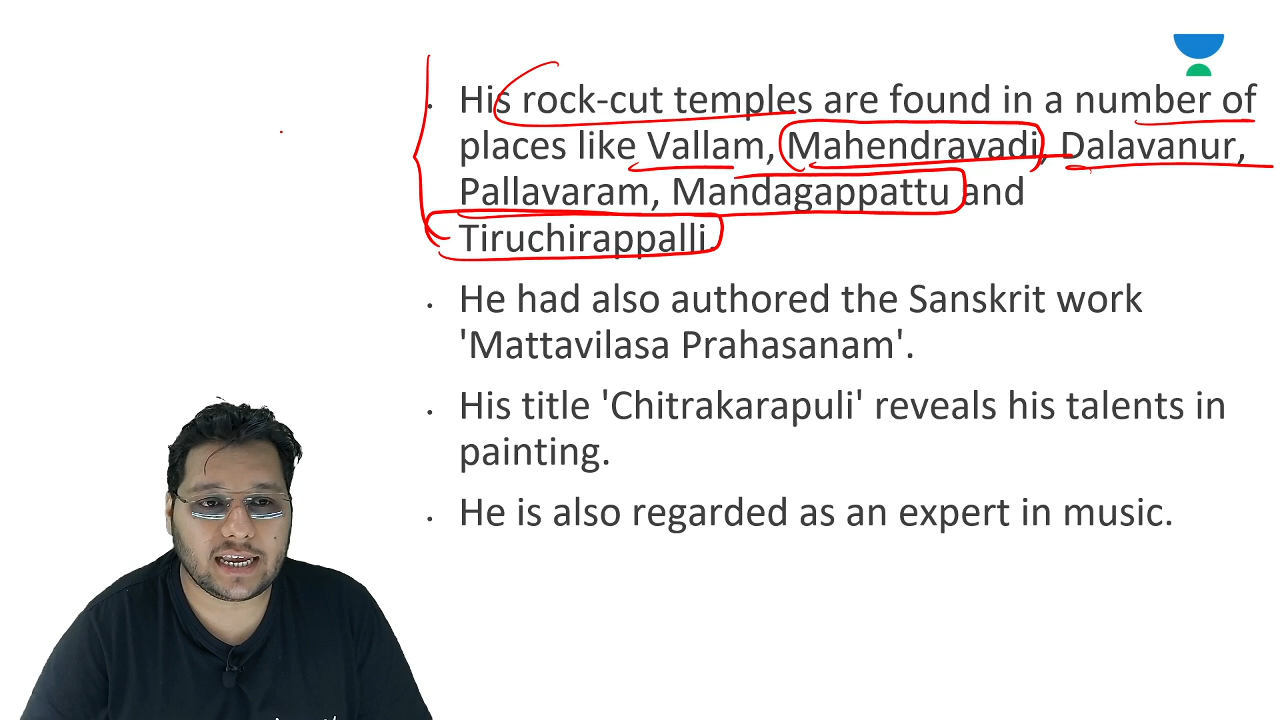 His rock-cut temples are found in a number of
places like Vallam, Mahendravadi, Dalavanur,
Pallavaram, Mandagappattu and
Tiruchirappalli.
He had also authored the Sanskrit work
'Mattavilasa Prahasanam'.
His title 'Chitrakarapuli' reveals his talents in
painting.
He is also regarded as an expert in music.